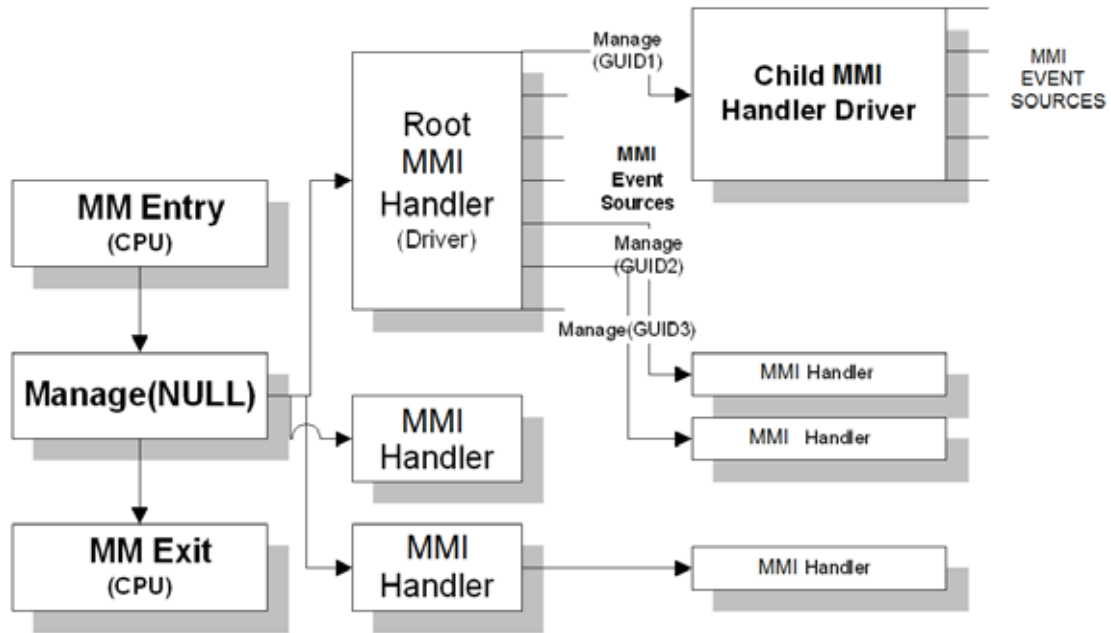 MM Entry
(CPU)
Manage(NULL)
MM Exit
(CPU)
Root
MMI
Handler
(Driver)
MMI
Handler
MMI
Handler
Manage
(GUID1)
MMI
Event
Sources
Manage
(GUID2)
Manage(GUID3)
Child MMI
Handler Driver
MMI
EVENT
SOURCES
MMI Handler
MMI Handler
MMI Handler